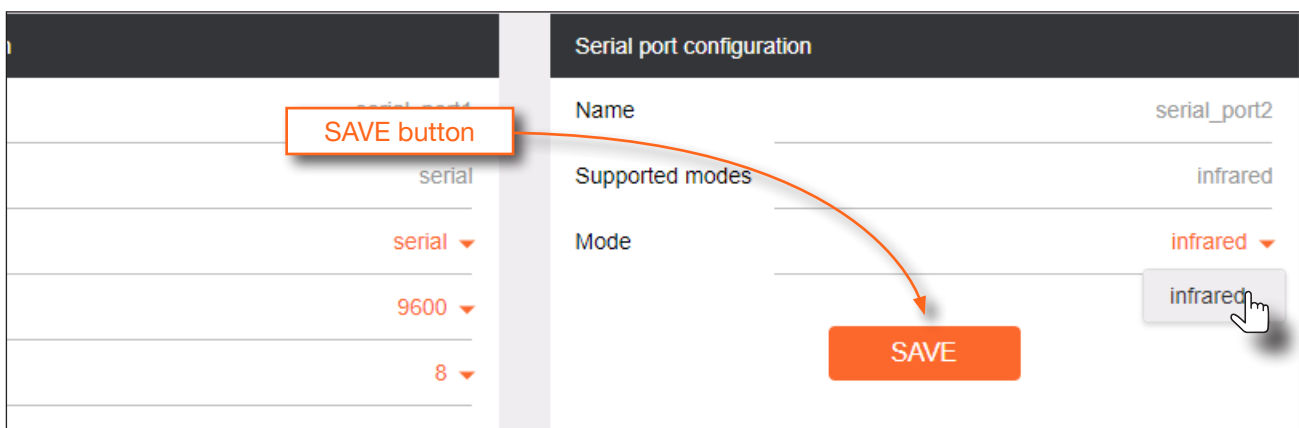 Serial port configuration
SAVE button
serial
serial
9600
8
Name
serial_port2
Supported modes
infrared
Mode
infrared
infrared
SAVE